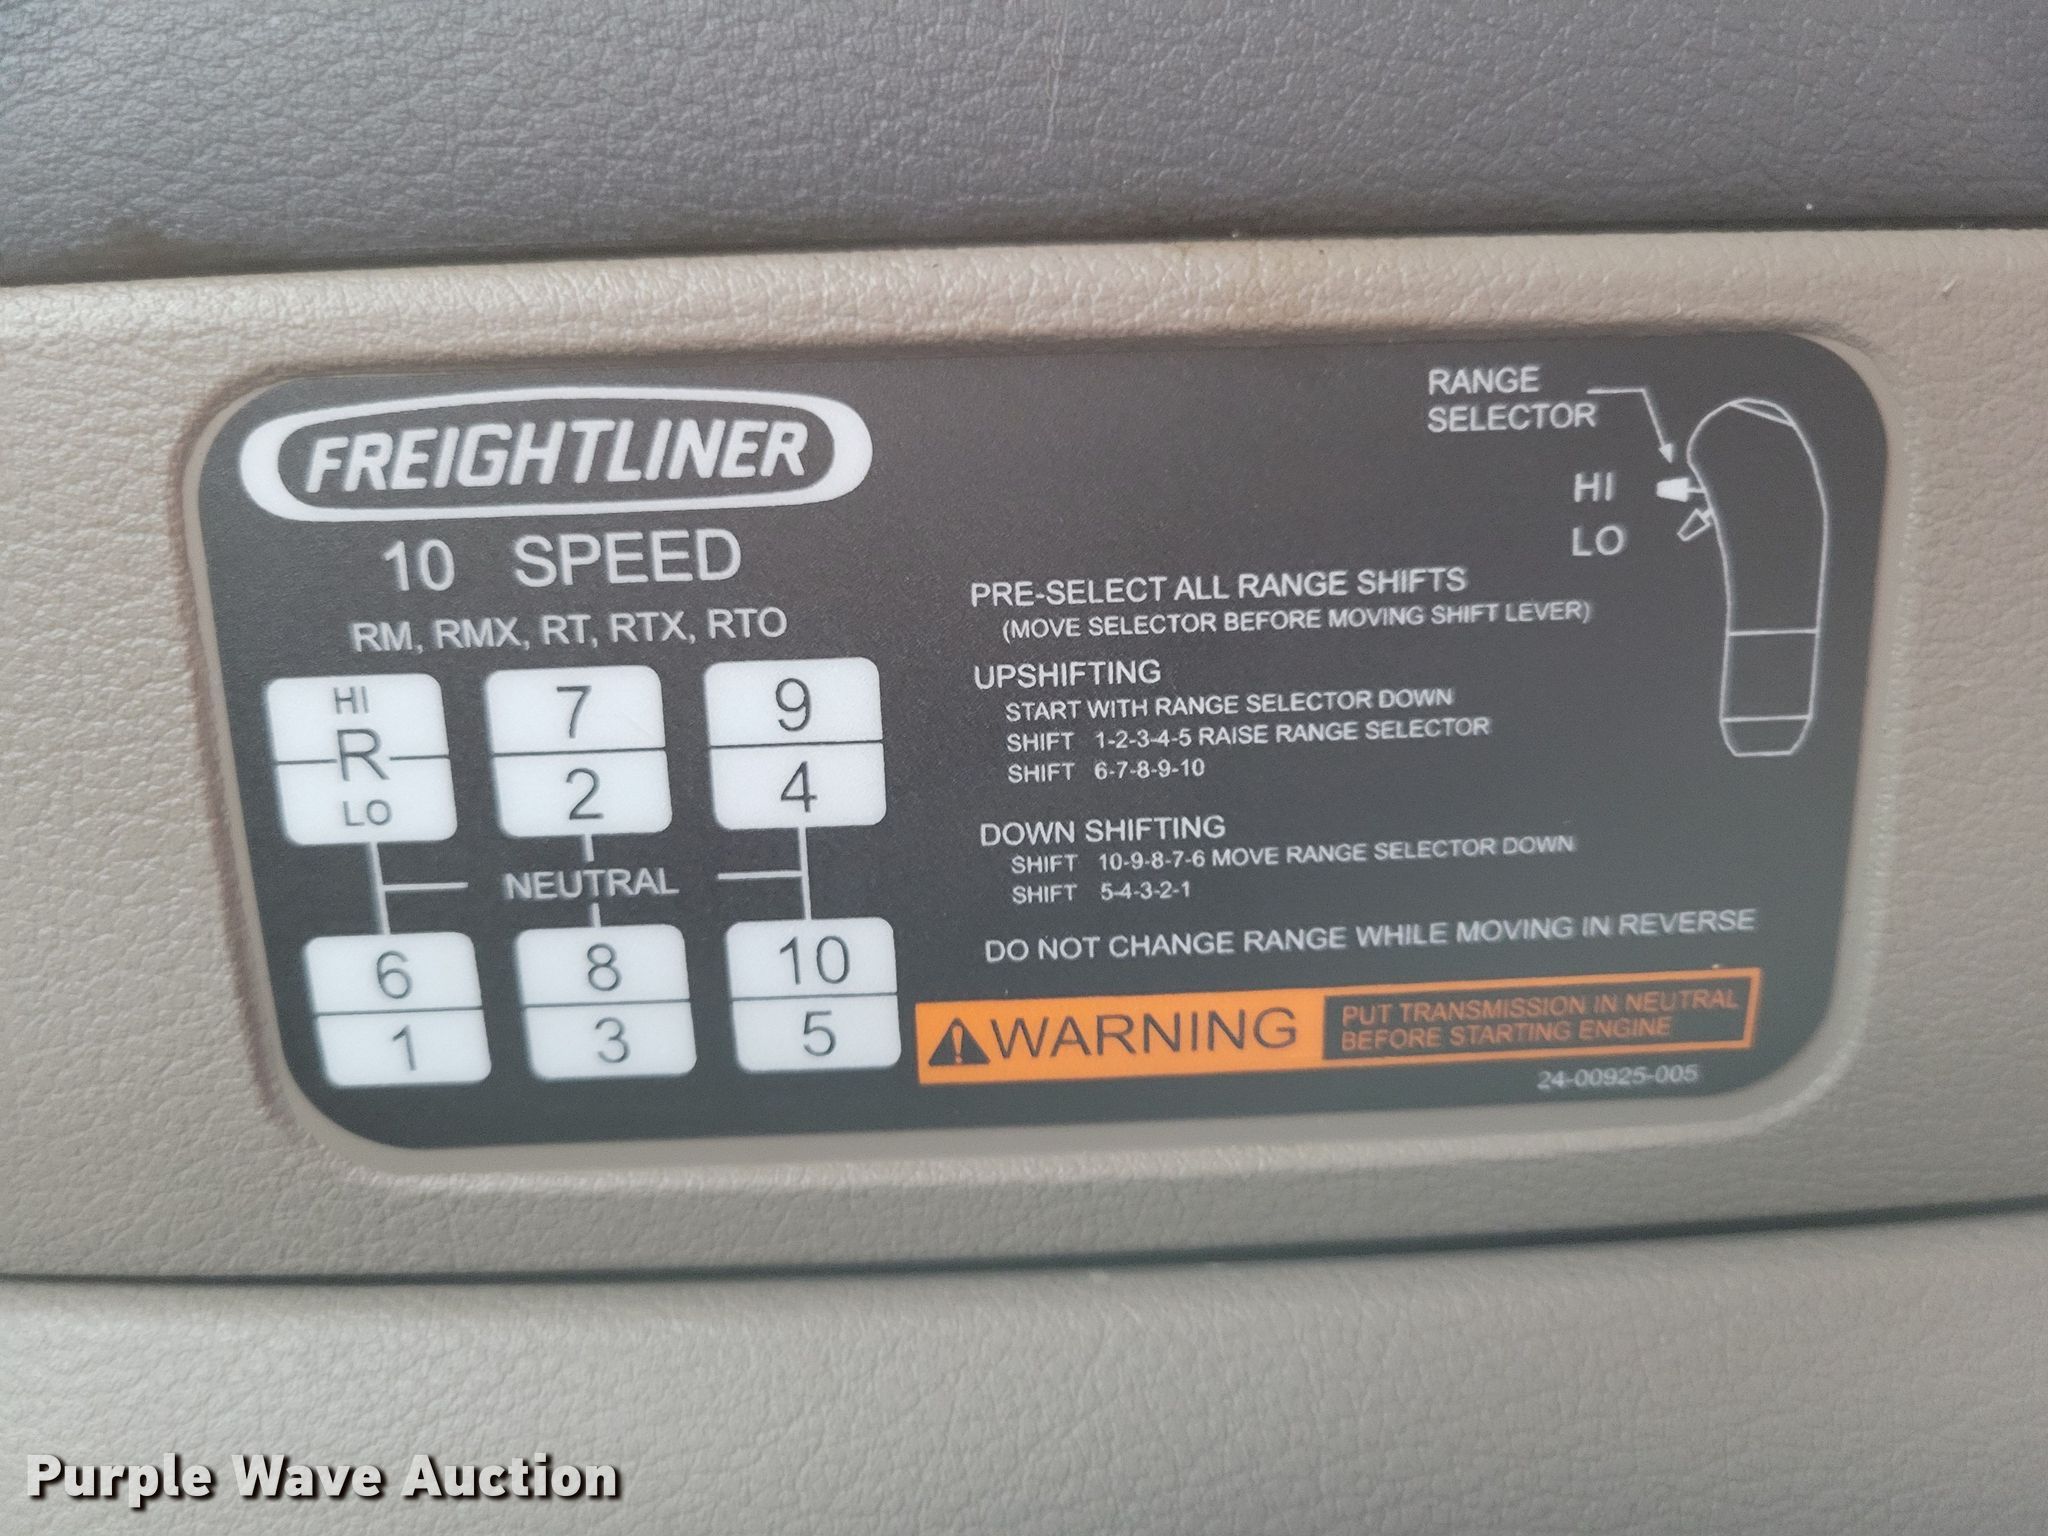 FREIGHTLINER
10 SPEED
RM, RMX, RT, RTX, RTO
HI
R
LO
7
2
9
4
NEUTRAL
6
1
8
3
10
5
RANGE
SELECTOR
HI
LO
PRE-SELECT ALL RANGE SHIFTS
(MOVE SELECTOR BEFORE MOVING SHIFT LEVER)
UPSHIFTING
START WITH RANGE SELECTOR DOWN
SHIFT 1-2-3-4-5 RAISE RANGE SELECTOR
SHIFT 6-7-8-9-10
DOWN SHIFTING
SHIFT 10-9-8-7-6 MOVE RANGE SELECTOR DOWN
SHIFT 5-4-3-2-1
DO NOT CHANGE RANGE WHILE MOVING IN REVERSE
WARNING
PUT TRANSMISSION IN NEUTRAL
BEFORE STARTING ENGINE
24-00925-005
Purple Wave Auction